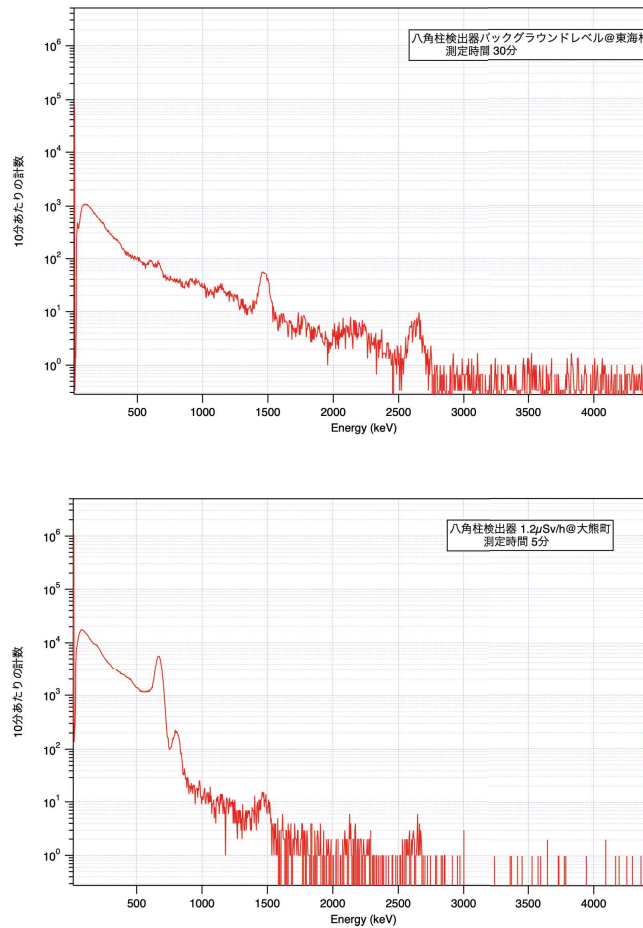 10⁶
10⁵
10⁴
10³
10²
10¹
10⁰
10分あたりの計数
八角柱検出器バックグラウンドレベル@東海村
測定時間 30分
500 1000 1500 2000 2500 3000 3500 4000
Energy (keV)
10⁶
10⁵
10⁴
10³
10²
10¹
10⁰
10分あたりの計数
八角柱検出器 1.2μSv/h@大熊町
測定時間 5分
500 1000 1500 2000 2500 3000 3500 4000
Energy (keV)